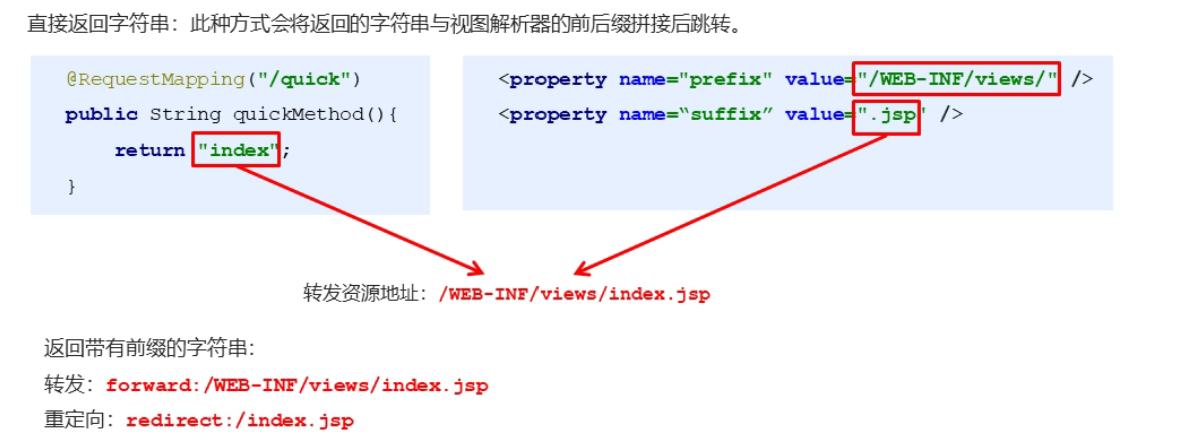 直接返回字符串：此种方式会将返回的字符串与视图解析器的前后缀拼接后跳转。
@RequestMapping("/quick")
public String quickMethod(){
return "index";
}
<property name="prefix" value="/WEB-INF/views/" />
<property name=“suffix” value=".jsp" />
转发资源地址：/WEB-INF/views/index.jsp
返回带有前缀的字符串：
转发：forward:/WEB-INF/views/index.jsp
重定向：redirect:/index.jsp